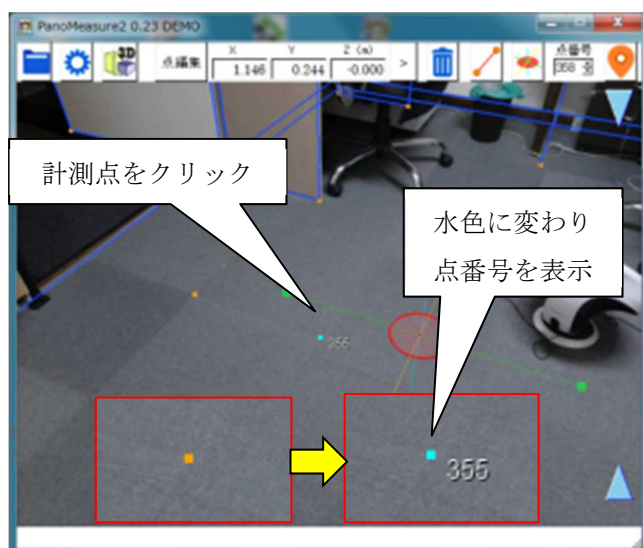 PanoMeasure2 0.23 DEMO
3D
点編集
X
Y
Z (m)
1.146
0.244
-0.000
>
点番号
358
計測点をクリック
水色に変わり
点番号を表示
355
355